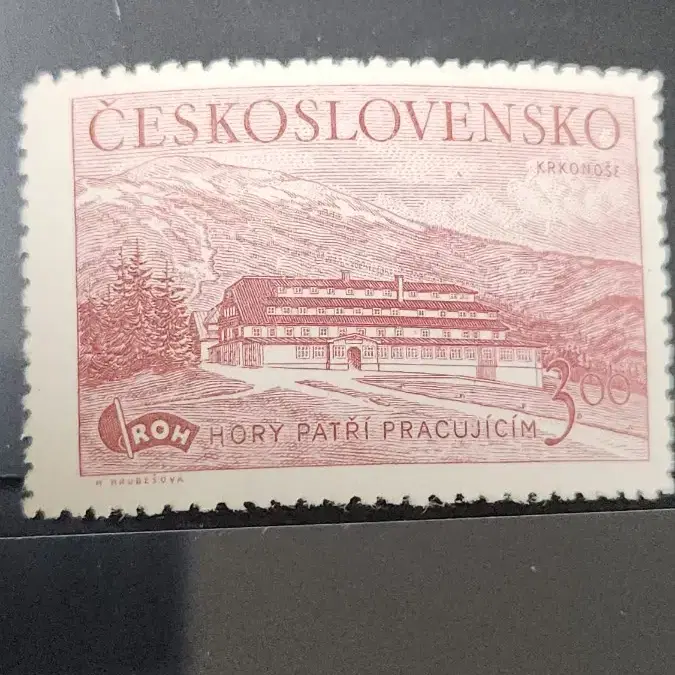 ČESKOSLOVENSKO
KRKONOŠE
ROH HORY PATŘÍ PRACUJÍCÍM 3.00